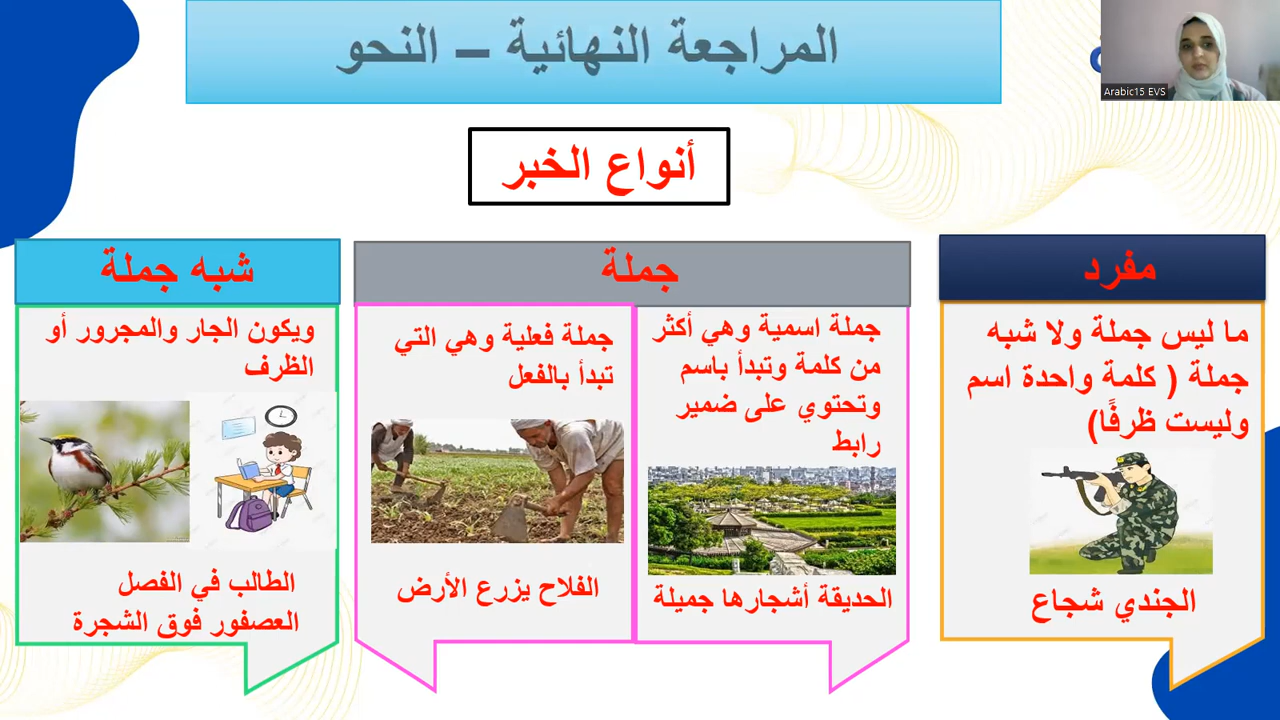 المراجعة النهائية – النحو
Arabic15 EVS
أنواع الخبر
مفرد
ما ليس جملة ولا شبه
جملة ( كلمة واحدة اسم
وليست ظرفًا)
الجندي شجاع
جملة
جملة اسمية وهي أكثر
من كلمة وتبدأ باسم
وتحتوي على ضمير
رابط
الحديقة أشجارها جميلة
جملة فعلية وهي التي
تبدأ بالفعل
الفلاح يزرع الأرض
شبه جملة
ويكون الجار والمجرور أو
الظرف
الطالب في الفصل
العصفور فوق الشجرة